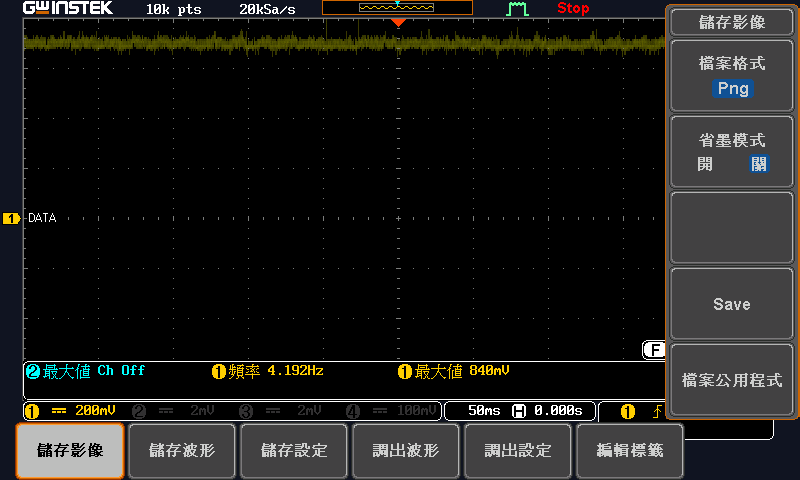 GWINSTEK 10k pts 20kSa/s Stop
儲存影像
檔案格式
Png
省墨模式
開 關
1 DATA
Save
F
2 最大值 Ch Off 1 頻率 4.192Hz 1 最大值 840mV
檔案公用程式
1 200mV 2 2mV 3 2mV 4 100mV 50ms H 0.000s 1
儲存影像 儲存波形 儲存設定 調出波形 調出設定 編輯標籤